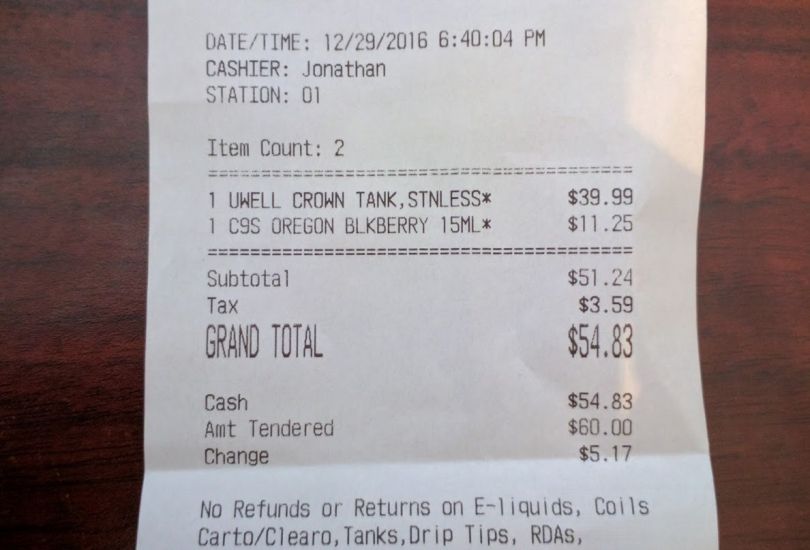 DATE/TIME: 12/29/2016 6:40:04 PM
CASHIER: Jonathan
STATION: 01
Item Count: 2
========================================
1 UWELL CROWN TANK,STNLESS* $39.99
1 C9S OREGON BLKBERRY 15ML* $11.25
========================================
Subtotal $51.24
Tax $3.59
GRAND TOTAL $54.83
Cash $54.83
Amt Tendered $60.00
Change $5.17
No Refunds or Returns on E-liquids, Coils
Carto/Clearo,Tanks,Drip Tips, RDAs,